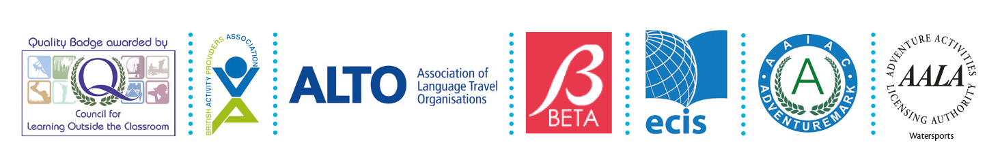 Quality Badge awarded by
Q
Council for
Learning Outside the Classroom
BRITISH ACTIVITY PROVIDERS ASSOCIATION
ALTO
Association of
Language Travel
Organisations
β
BETA
ecis
AAIAC
A
• ADVENTUREMARK •
ADVENTURE ACTIVITIES
AALA
LICENSING AUTHORITY
Watersports